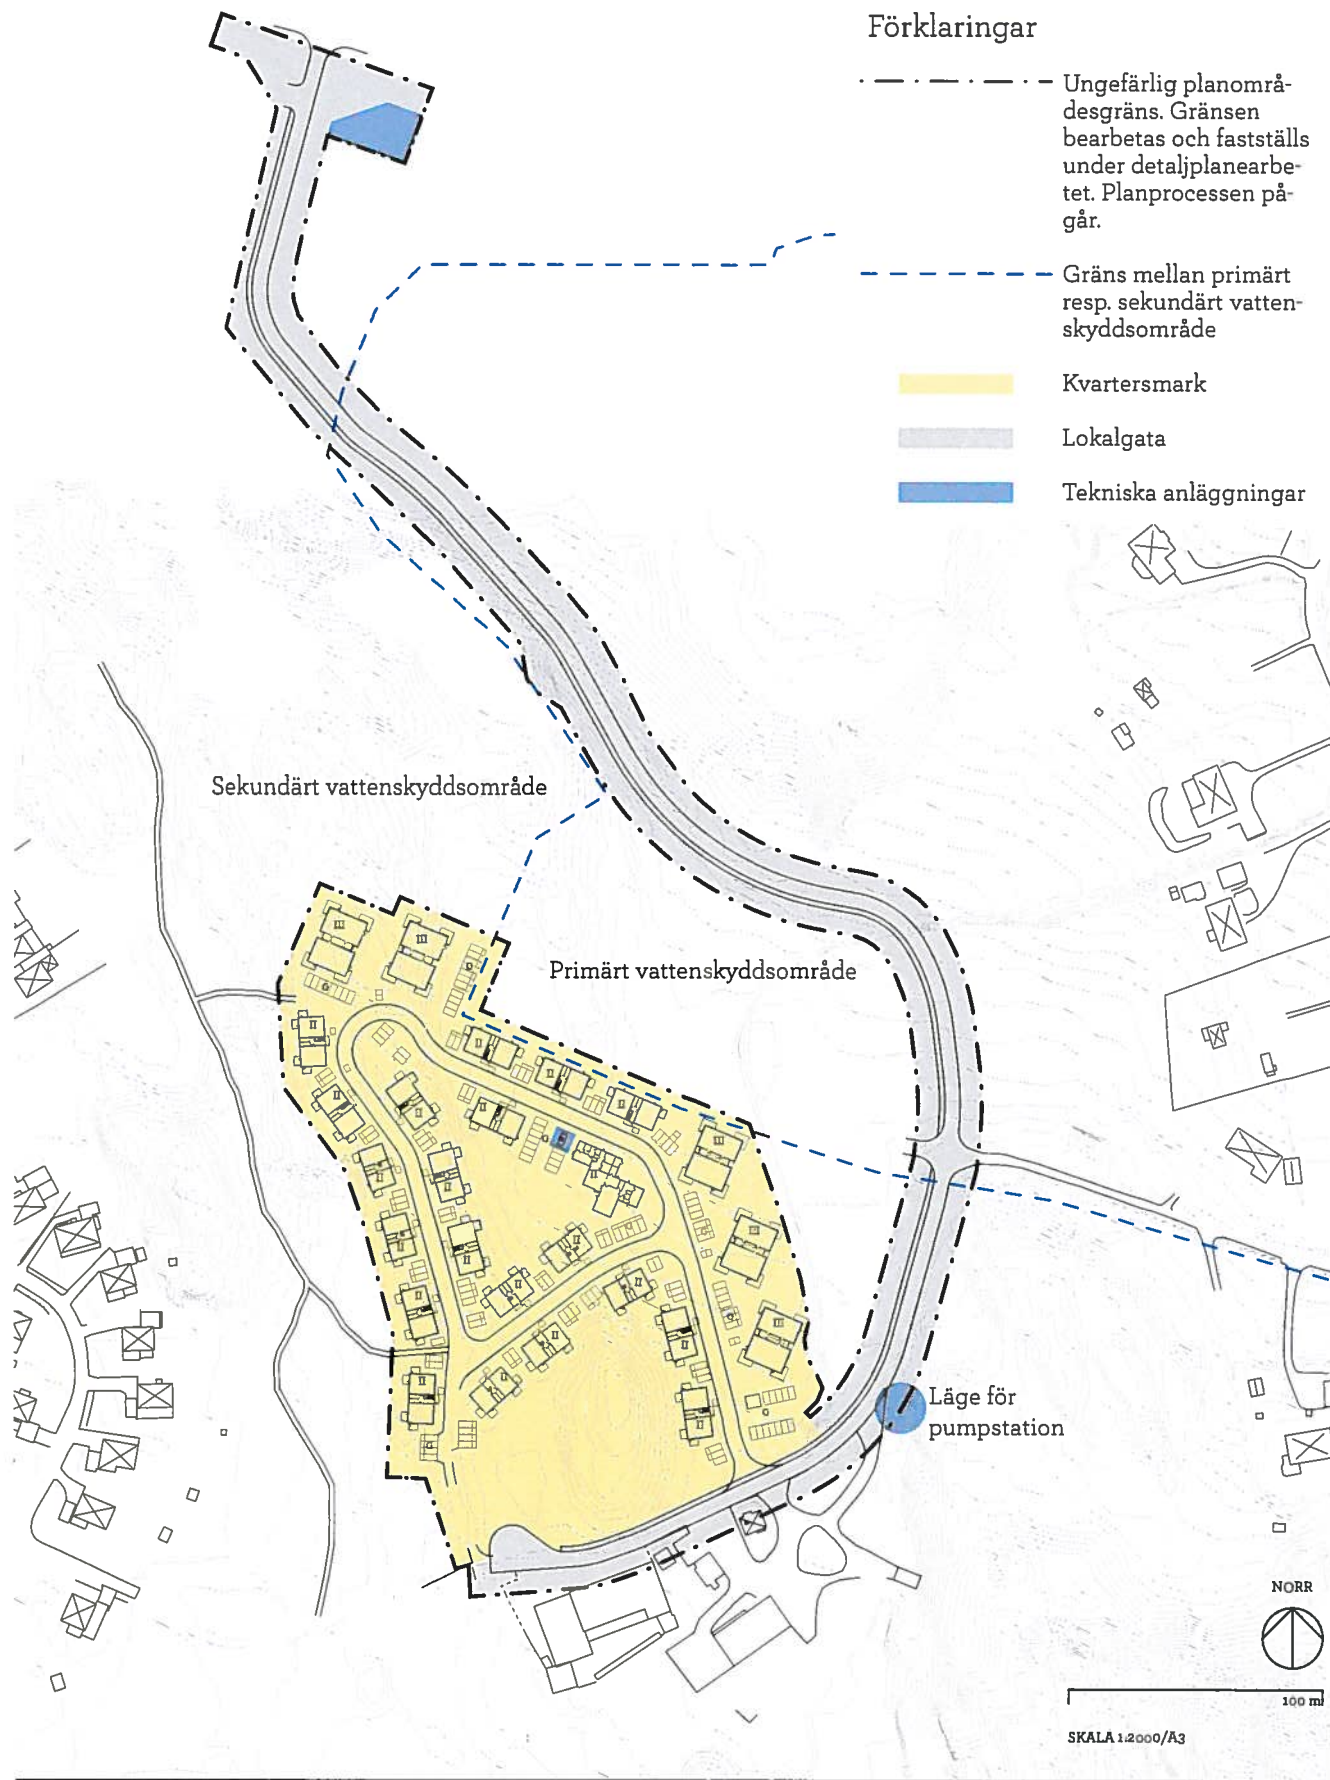 Förklaringar
Ungefärlig planområ-
desgräns. Gränsen
bearbetas och fastställs
under detaljplanearbe-
tet. Planprocessen på-
går.
Gräns mellan primärt
resp. sekundärt vatten-
skyddsområde
Kvartersmark
Lokalgata
Tekniska anläggningar
Sekundärt vattenskyddsområde
Primärt vattenskyddsområde
Läge för
pumpstation
NORR
100 m
SKALA 1:2000/A3